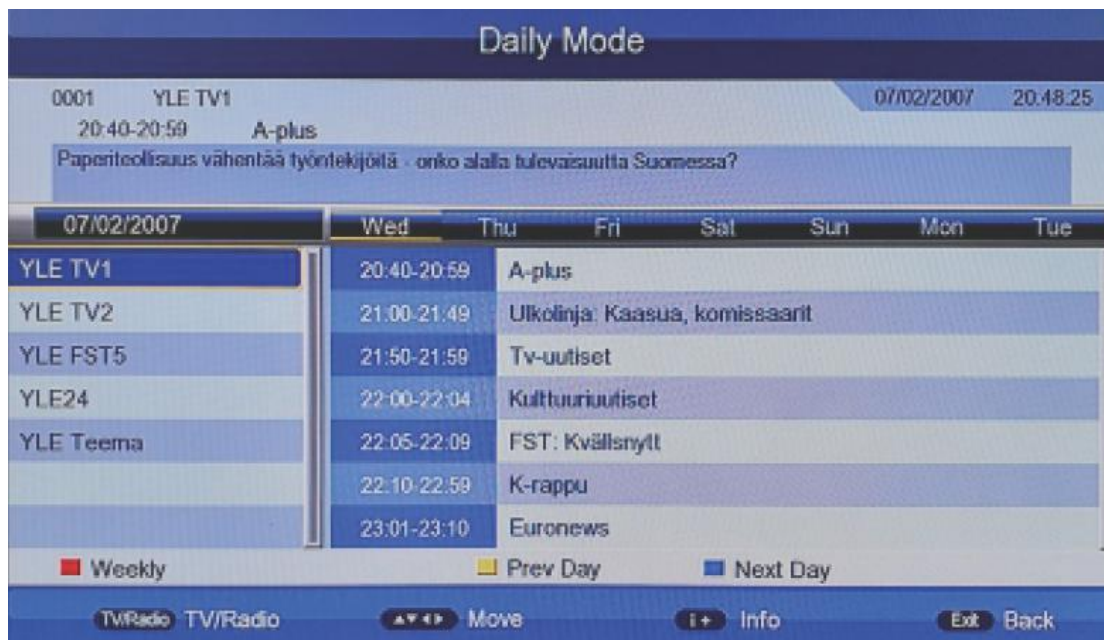 Daily Mode
0001 YLE TV1 07/02/2007 20:48:25
20:40-20:59 A-plus
Paperiteollisuus vähentää työntekijöitä - onko alalla tulevaisuutta Suomessa?
07/02/2007 Wed Thu Fri Sat Sun Mon Tue
YLE TV1 20:40-20:59 A-plus
YLE TV2 21:00-21:49 Ulkolinja: Kaasua, komissaarit
YLE FST5 21:50-21:59 Tv-uutiset
YLE24 22:00-22:04 Kulttuuriuutiset
YLE Teema 22:05-22:09 FST: Kvällsnytt
22:10-22:59 K-rappu
23:01-23:10 Euronews
Weekly Prev Day Next Day
TV/Radio TV/Radio Move i+ Info Exit Back